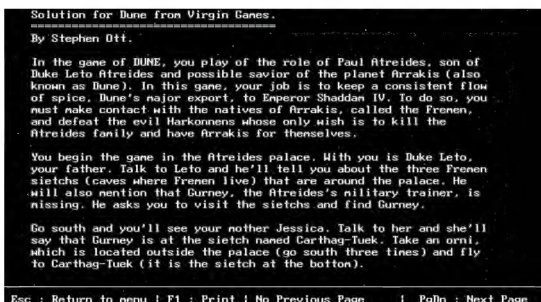 Solution for Dune from Virgin Games.
====================================
By Stephen Ott.
In the game of DUNE, you play of the role of Paul Atreides, son of
Duke Leto Atreides and possible savior of the planet Arrakis (also
known as Dune). In this game, your job is to keep a consistent flow
of spice, Dune's major export, to Emperor Shaddam IV. To do so, you
must make contact with the natives of Arrakis, called the Fremen,
and defeat the evil Harkonnens whose only wish is to kill the
Atreides family and have Arrakis for themselves.
You begin the game in the Atreides palace. With you is Duke Leto,
your father. Talk to Leto and he'll tell you about the three Fremen
sietchs (caves where Fremen live) that are around the palace. He
will also mention that Gurney, the Atreides's military trainer, is
missing. He asks you to visit the sietchs and find Gurney.
Go south and you'll see your mother Jessica. Talk to her and she'll
say that Gurney is at the sietch named Carthag-Tuek. Take an orni,
which is located outside the palace (go south three times) and fly
to Carthag-Tuek (it is the sietch at the bottom).
Esc : Return to menu | F1 : Print | No Previous Page | PgDn : Next Page